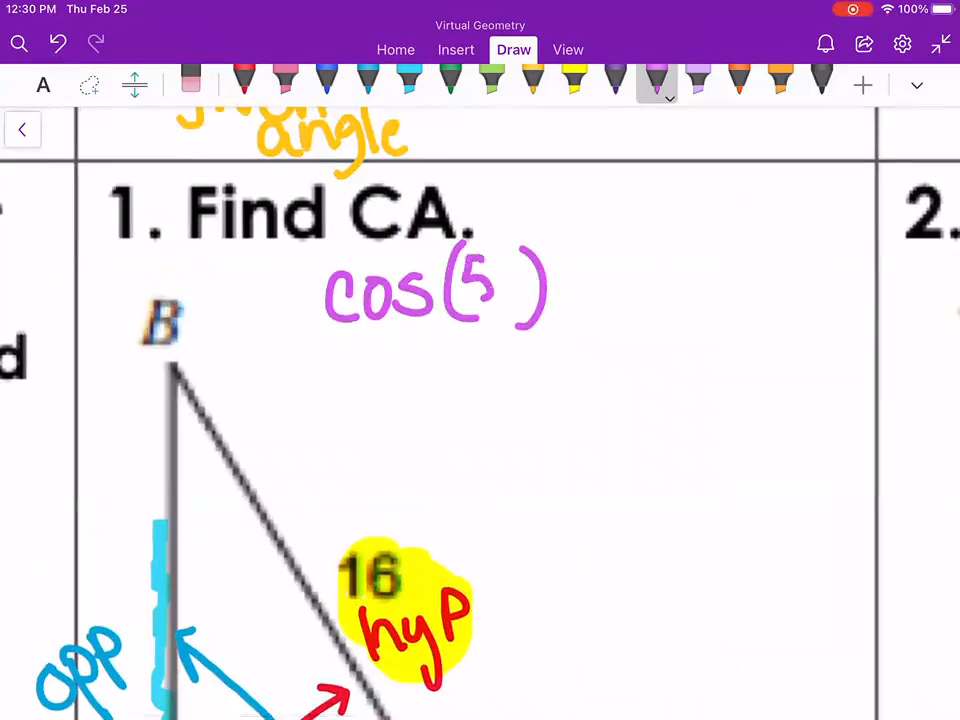 12:30 PM Thu Feb 25
100%
Virtual Geometry
Home Insert Draw View
A
angle
1. Find CA.
2.
cos(5 )
B
d
16
hyp
opp